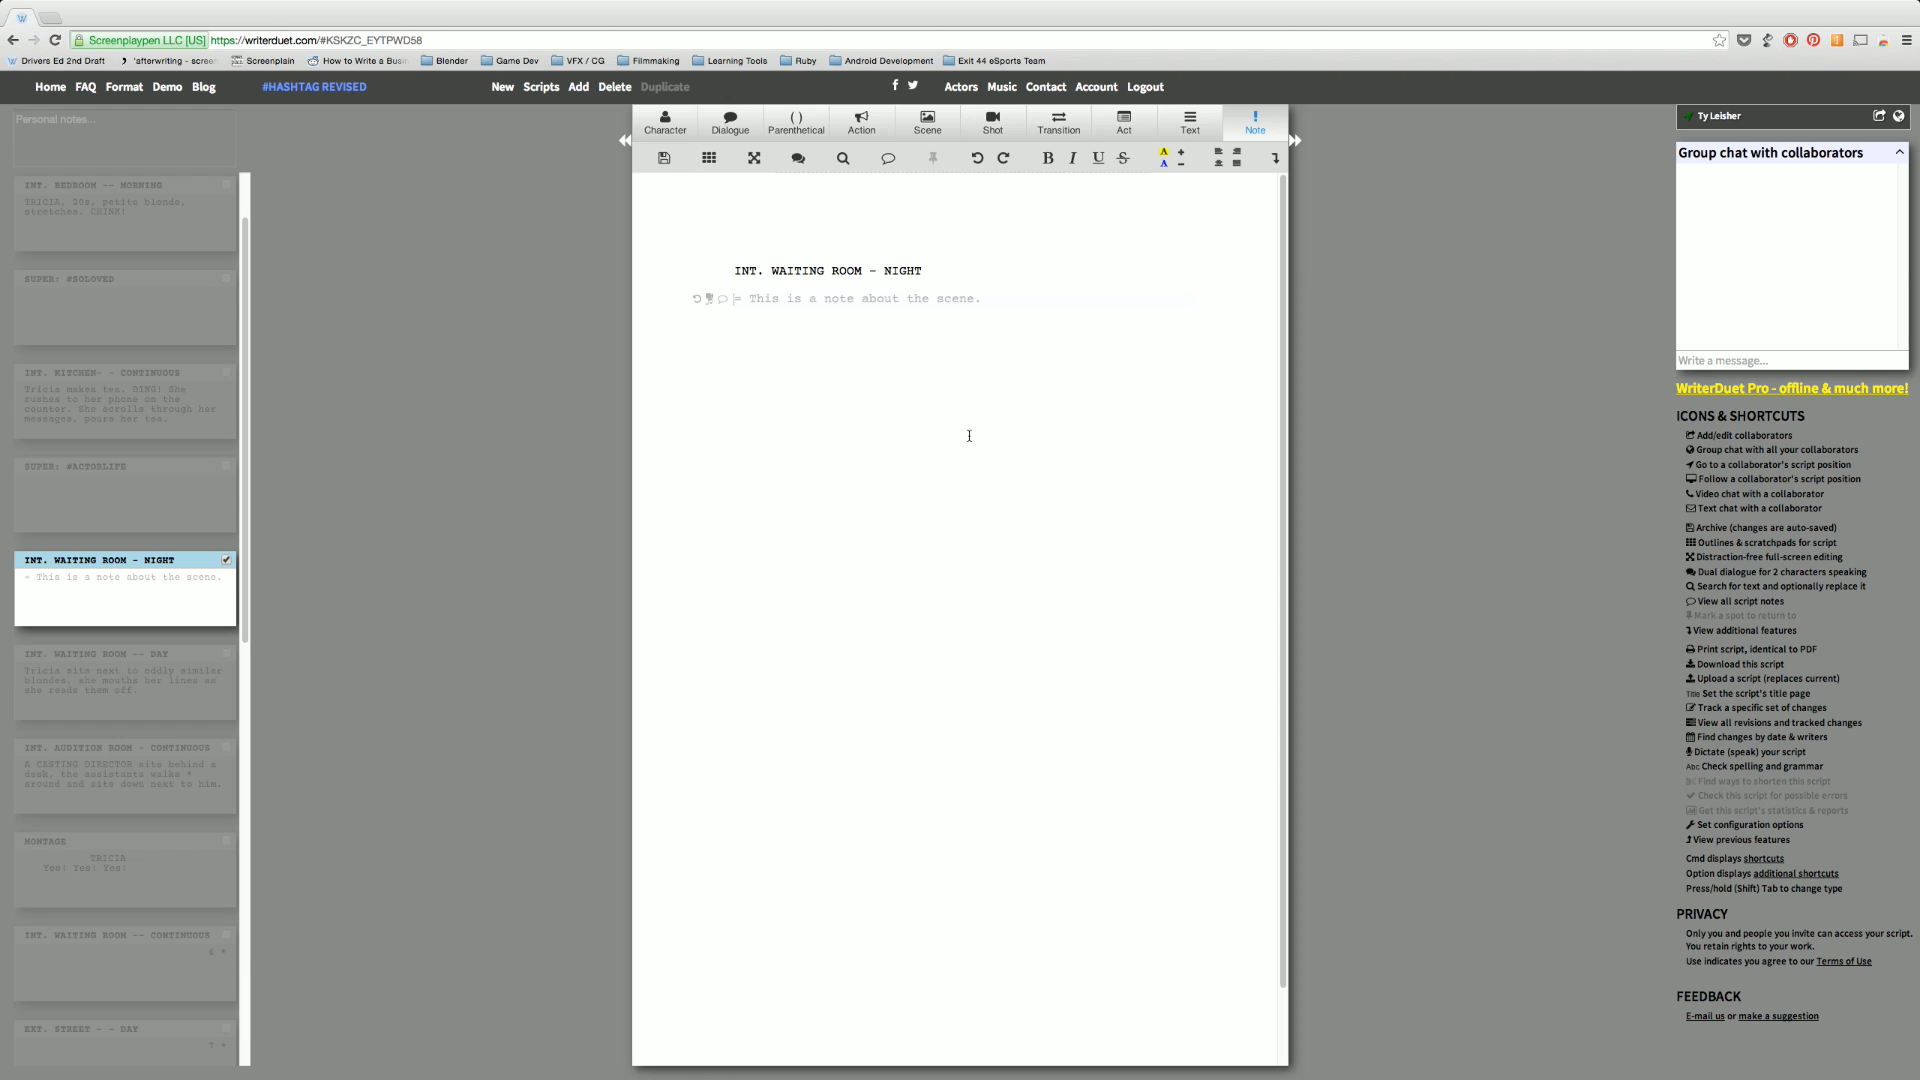 Screenplaypen LLC [US] https://writerduet.com/#KSKZC_EYTPWD58
Drivers Ed 2nd Draft 'afterwriting - screen Screenplain How to Write a Busin Blender Game Dev VFX / CG Filmmaking Learning Tools Ruby Android Development Exit 44 eSports Team
Home FAQ Format Demo Blog #HASHTAG REVISED New Scripts Add Delete Duplicate Actors Music Contact Account Logout
Personal notes...
INT. BEDROOM -- MORNING
TRICIA, 20s, petite blonde,
stretches. CHINK!
SUPER: #SOLOVED
INT. KITCHEN- - CONTINUOUS
Tricia makes tea. DING! She
rushes to her phone on the
counter. She scrolls through her
messages, pours her tea.
SUPER: #ACTORLIFE
INT. WAITING ROOM - NIGHT
= This is a note about the scene.
INT. WAITING ROOM -- DAY
Tricia sits next to oddly similar
blondes, she mouths her lines as
she reads them off.
INT. AUDITION ROOM - CONTINUOUS
A CASTING DIRECTOR sits behind a
desk, the assistants walks *
around and sits down next to him.
MONTAGE
TRICIA
Yes! Yes! Yes!
INT. WAITING ROOM -- CONTINUOUS
6 *
EXT. STREET - - DAY
7 *
Character Dialogue Parenthetical Action Scene Shot Transition Act Text Note
B I U S A + A -
INT. WAITING ROOM - NIGHT
= This is a note about the scene.
Ty Leisher
Group chat with collaborators
Write a message...
WriterDuet Pro - offline & much more!
ICONS & SHORTCUTS
Add/edit collaborators
Group chat with all your collaborators
Go to a collaborator's script position
Follow a collaborator's script position
Video chat with a collaborator
Text chat with a collaborator
Archive (changes are auto-saved)
Outlines & scratchpads for script
Distraction-free full-screen editing
Dual dialogue for 2 characters speaking
Search for text and optionally replace it
View all script notes
Mark a spot to return to
View additional features
Print script, identical to PDF
Download this script
Upload a script (replaces current)
Title Set the script's title page
Track a specific set of changes
View all revisions and tracked changes
Find changes by date & writers
Dictate (speak) your script
Abc Check spelling and grammar
Find ways to shorten this script
Check this script for possible errors
Get this script's statistics & reports
Set configuration options
View previous features
Cmd displays shortcuts
Option displays additional shortcuts
Press/hold (Shift) Tab to change type
PRIVACY
Only you and people you invite can access your script.
You retain rights to your work.
Use indicates you agree to our Terms of Use
FEEDBACK
E-mail us or make a suggestion